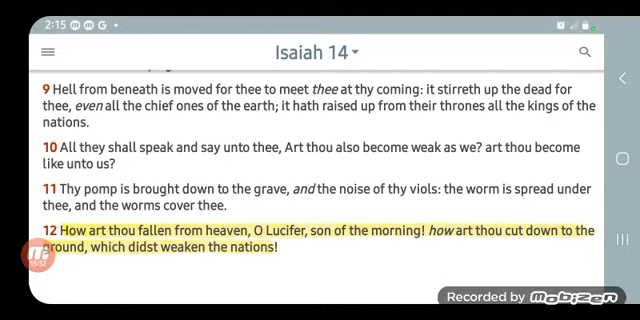 2:15
Isaiah 14
9 Hell from beneath is moved for thee to meet thee at thy coming: it stirreth up the dead for
thee, even all the chief ones of the earth; it hath raised up from their thrones all the kings of the
nations.
10 All they shall speak and say unto thee, Art thou also become weak as we? art thou become
like unto us?
11 Thy pomp is brought down to the grave, and the noise of thy viols: the worm is spread under
thee, and the worms cover thee.
12 How art thou fallen from heaven, O Lucifer, son of the morning! how art thou cut down to the
ground, which didst weaken the nations!
15:52
Recorded by Mobizen